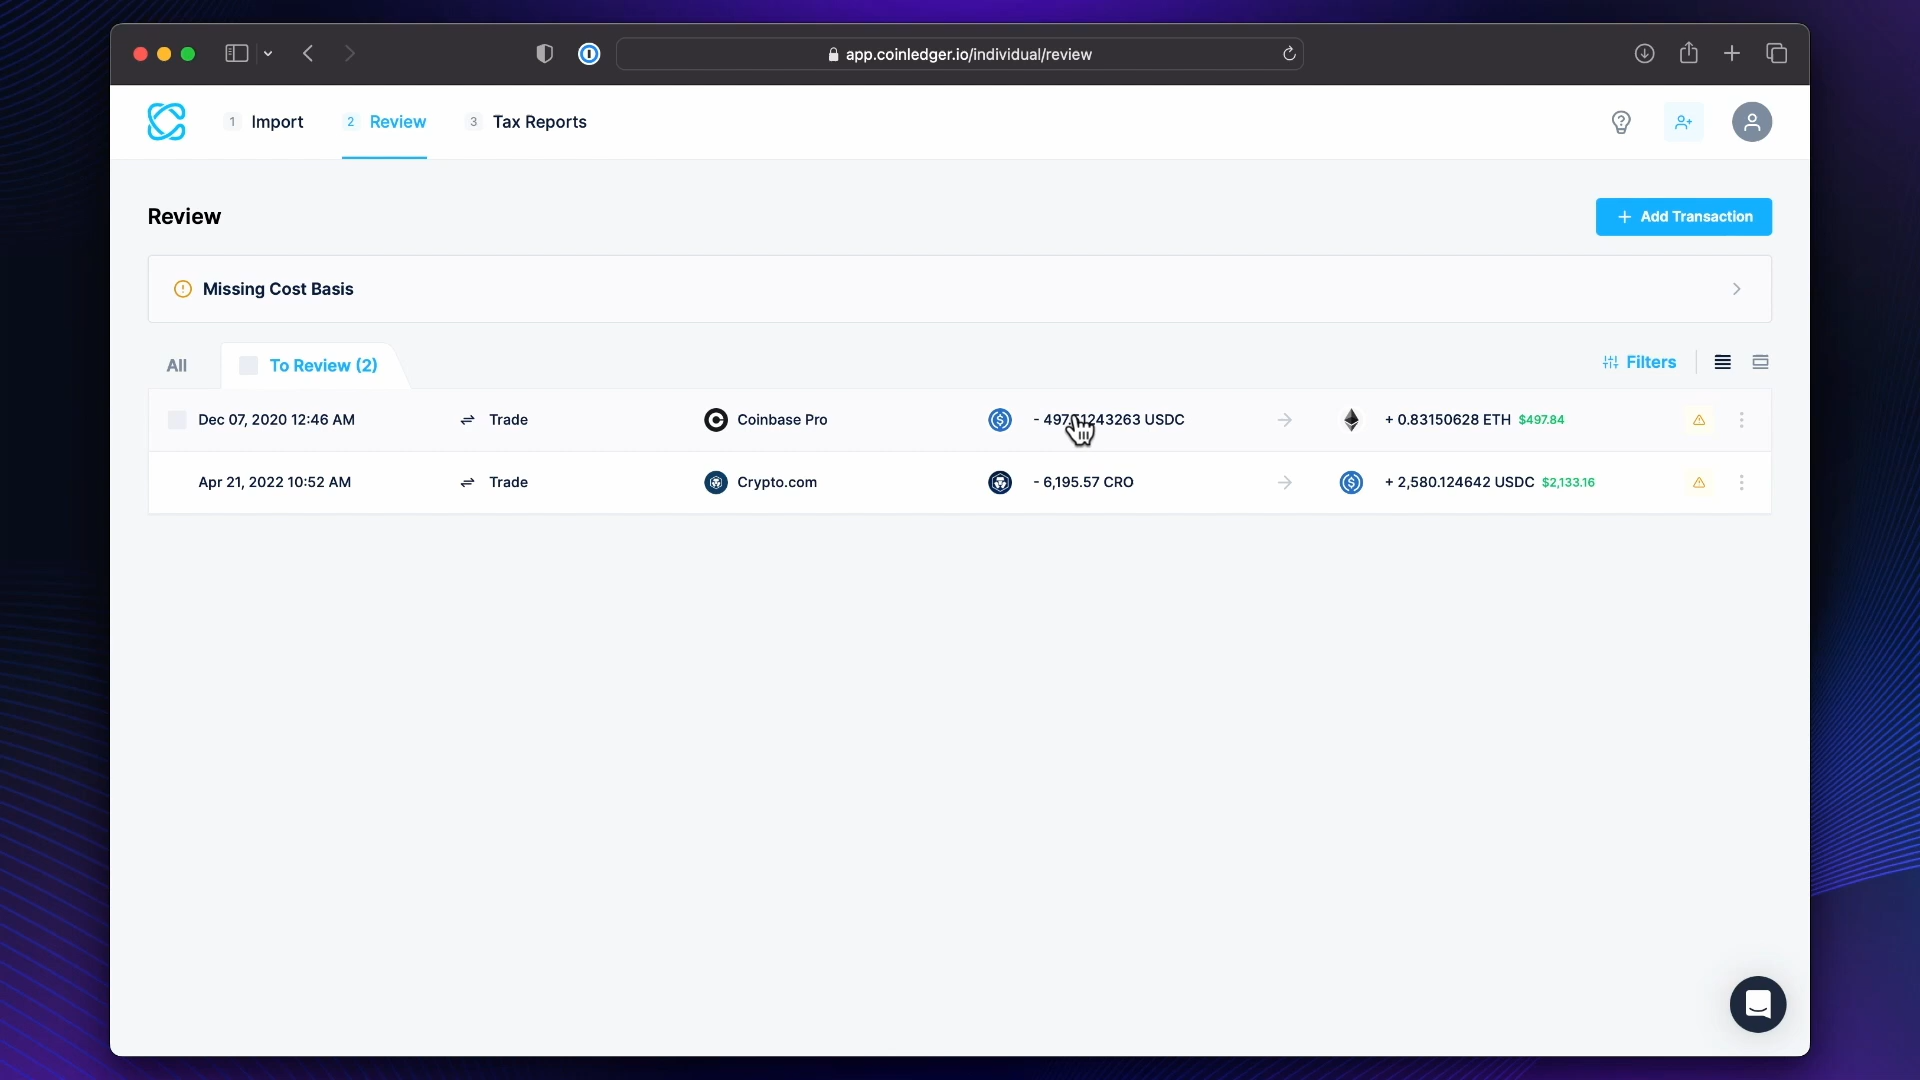 app.coinledger.io/individual/review
1 Import 2 Review 3 Tax Reports
Review
+ Add Transaction
Missing Cost Basis
All To Review (2) Filters
Dec 07, 2020 12:46 AM Trade Coinbase Pro USDC + 0.83150628 ETH $497.84
Apr 21, 2022 10:52 AM Trade Crypto.com - 6,195.57 CRO + 2,580.124642 USDC $2,133.16